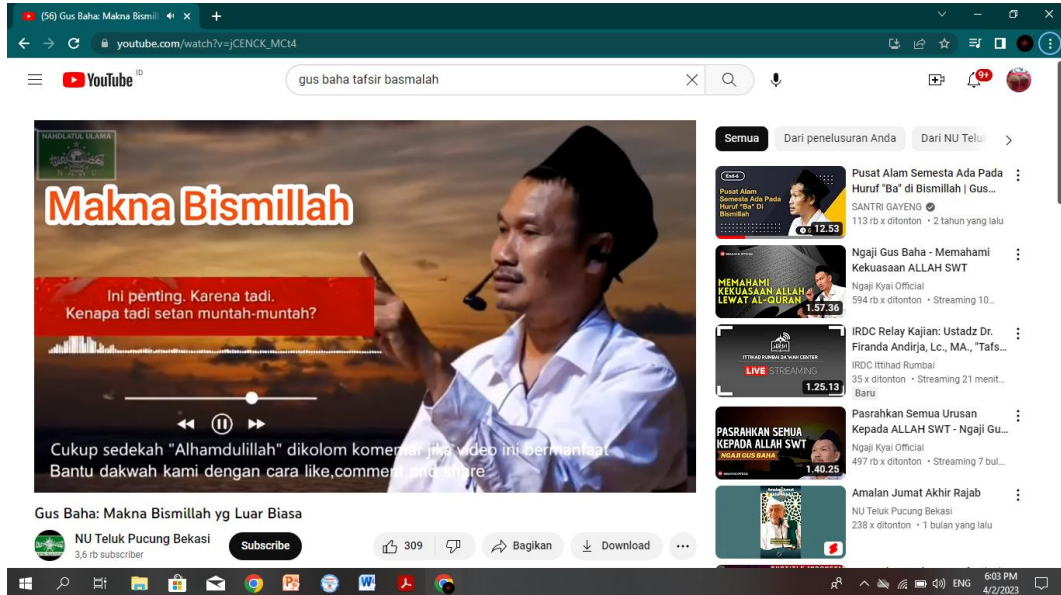 (56) Gus Baha: Makna Bismill
youtube.com/watch?v=jCENCK_MCt4
YouTube ID
gus baha tafsir basmalah
9+
NAHDLATUL ULAMA
N A R U
Makna Bismillah
Ini penting. Karena tadi.
Kenapa tadi setan muntah-muntah?
Cukup sedekah "Alhamdulillah" dikolom komentar jika video ini bermanfaat
Bantu dakwah kami dengan cara like,comment and share
Gus Baha: Makna Bismillah yg Luar Biasa
NU Teluk Pucung Bekasi
3,6 rb subscriber
Subscribe
309
Bagikan
Download
Semua
Dari penelusuran Anda
Dari NU Telu
Pusat Alam
Semesta Ada Pada
Huruf "Ba" Di
Bismillah
12.53
Pusat Alam Semesta Ada Pada
Huruf "Ba" di Bismillah | Gus...
SANTRI GAYENG
113 rb x ditonton • 2 tahun yang lalu
MEMAHAMI
KEKUASAAN ALLAH
LEWAT AL-QURAN
1.57.36
Ngaji Gus Baha - Memahami
Kekuasaan ALLAH SWT
Ngaji Kyai Official
594 rb x ditonton • Streaming 10...
ITTIHAD RUMBAI DA'WAH CENTER
LIVE STREAMING
1.25.13
IRDC Relay Kajian: Ustadz Dr.
Firanda Andirja, Lc., MA., "Tafs...
IRDC Ittihad Rumbai
35 x ditonton • Streaming 21 menit...
Baru
PASRAHKAN SEMUA
KEPADA ALLAH SWT
NGAJI GUS BAHA
1.40.25
Pasrahkan Semua Urusan
Kepada ALLAH SWT - Ngaji Gu...
Ngaji Kyai Official
497 rb x ditonton • Streaming 7 bul...
Amalan Jumat Akhir Rajab
NU Teluk Pucung Bekasi
238 x ditonton • 1 bulan yang lalu
ENG
6:03 PM
4/2/2023